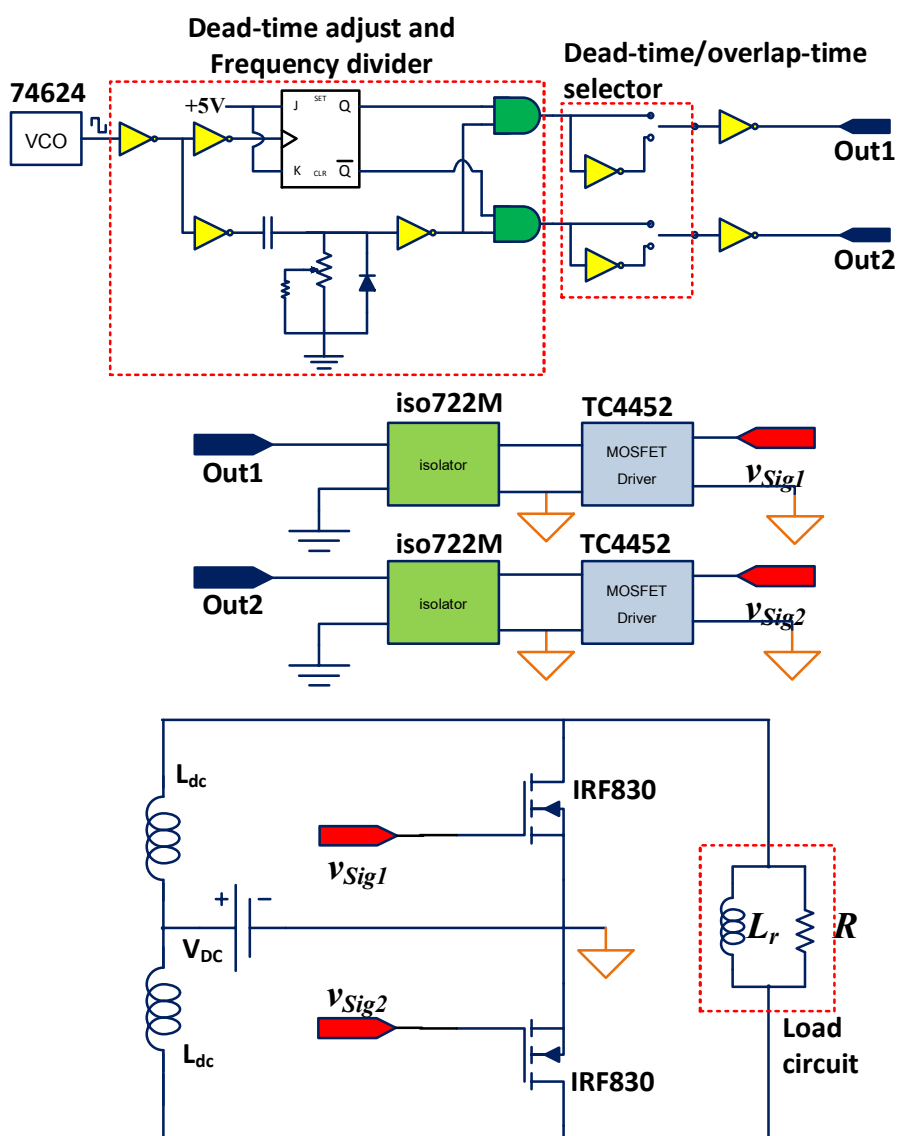 Dead-time adjust and
Frequency divider
Dead-time/overlap-time
selector
74624
VCO
+5V
J SET Q
K CLR Q̅
Out1
Out2
iso722M
TC4452
Out1
isolator
MOSFET
Driver
vSig1
iso722M
TC4452
Out2
isolator
MOSFET
Driver
vSig2
Ldc
IRF830
vSig1
+ −
VDC
Lr R
vSig2
Ldc
IRF830
Load
circuit